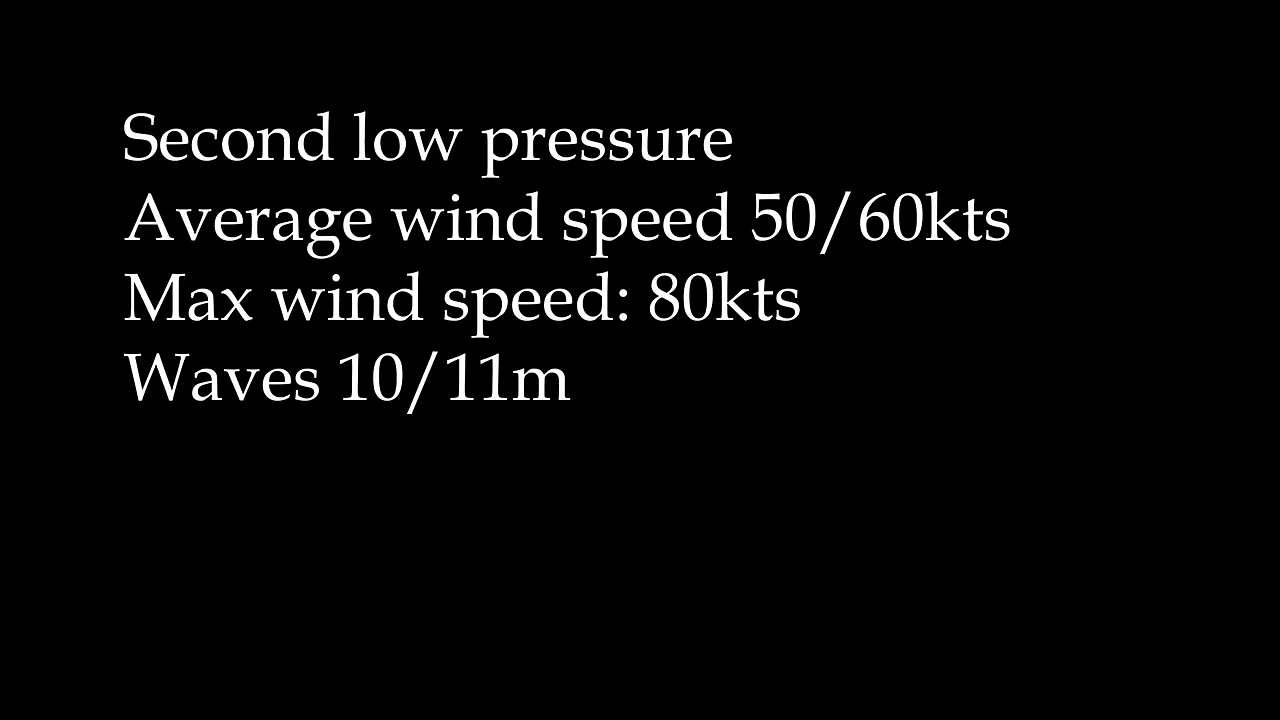 Second low pressure
Average wind speed 50/60kts
Max wind speed: 80kts
Waves 10/11m